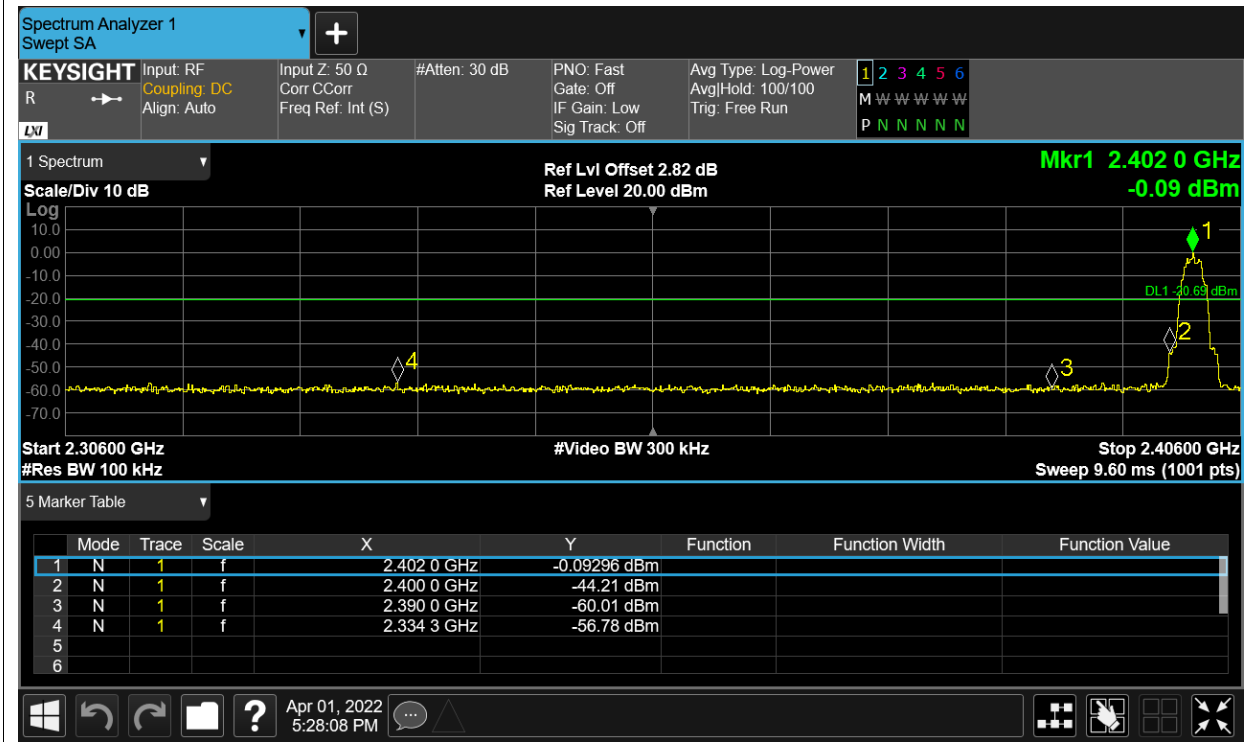 Spectrum Analyzer 1
Swept SA
KEYSIGHT Input: RF Input Z: 50 Ω #Atten: 30 dB PNO: Fast Avg Type: Log-Power 1 2 3 4 5 6
R Coupling: DC Corr CCorr Gate: Off Avg|Hold: 100/100 M W W W W W W
Align: Auto Freq Ref: Int (S) IF Gain: Low Trig: Free Run
LXI Sig Track: Off P N N N N N N
1 Spectrum Ref Lvl Offset 2.82 dB Mkr1 2.402 0 GHz
Scale/Div 10 dB Ref Level 20.00 dBm -0.09 dBm
Log
10.0 1
0.00
-10.0
-20.0 DL1 -20.69 dBm
-30.0
-40.0 2
-50.0 4 3
-60.0
-70.0
Start 2.30600 GHz #Video BW 300 kHz Stop 2.40600 GHz
#Res BW 100 kHz Sweep 9.60 ms (1001 pts)
5 Marker Table
Mode Trace Scale X Y Function Function Width Function Value
1 N 1 f 2.402 0 GHz -0.09296 dBm
2 N 1 f 2.400 0 GHz -44.21 dBm
3 N 1 f 2.390 0 GHz -60.01 dBm
4 N 1 f 2.334 3 GHz -56.78 dBm
5
6
? Apr 01, 2022
5:28:08 PM